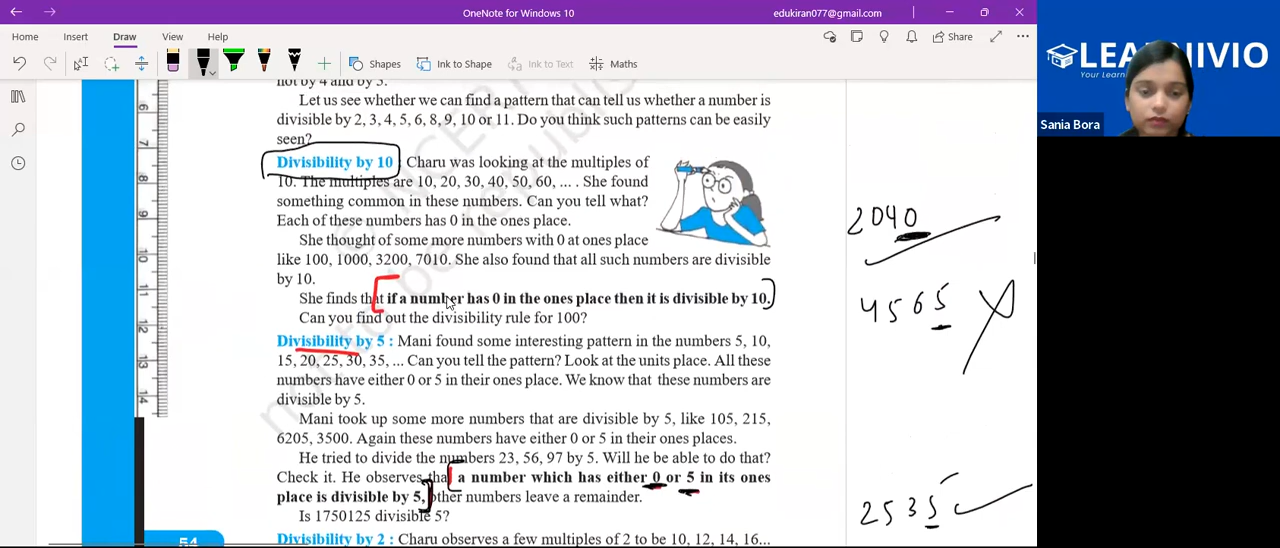 OneNote for Windows 10
edukiran077@gmail.com
Home Insert Draw View Help
Share
Shapes Ink to Shape Ink to Text Maths
not by 4 and by 3.
Let us see whether we can find a pattern that can tell us whether a number is
divisible by 2, 3, 4, 5, 6, 8, 9, 10 or 11. Do you think such patterns can be easily
seen?
Divisibility by 10 Charu was looking at the multiples of
10. The multiples are 10, 20, 30, 40, 50, 60, ... . She found
something common in these numbers. Can you tell what?
Each of these numbers has 0 in the ones place.
She thought of some more numbers with 0 at ones place
like 100, 1000, 3200, 7010. She also found that all such numbers are divisible
by 10.
She finds that if a number has 0 in the ones place then it is divisible by 10.
Can you find out the divisibility rule for 100?
Divisibility by 5 : Mani found some interesting pattern in the numbers 5, 10,
15, 20, 25, 30, 35, ... Can you tell the pattern? Look at the units place. All these
numbers have either 0 or 5 in their ones place. We know that these numbers are
divisible by 5.
Mani took up some more numbers that are divisible by 5, like 105, 215,
6205, 3500. Again these numbers have either 0 or 5 in their ones places.
He tried to divide the numbers 23, 56, 97 by 5. Will he be able to do that?
Check it. He observes that a number which has either 0 or 5 in its ones
place is divisible by 5, other numbers leave a remainder.
Is 1750125 divisible 5?
Divisibility by 2 : Charu observes a few multiples of 2 to be 10, 12, 14, 16...
54
6
7
8
9
10
11
12
13
14
2040
4565
2535
LEARNIVIO
Your Lear
Sania Bora